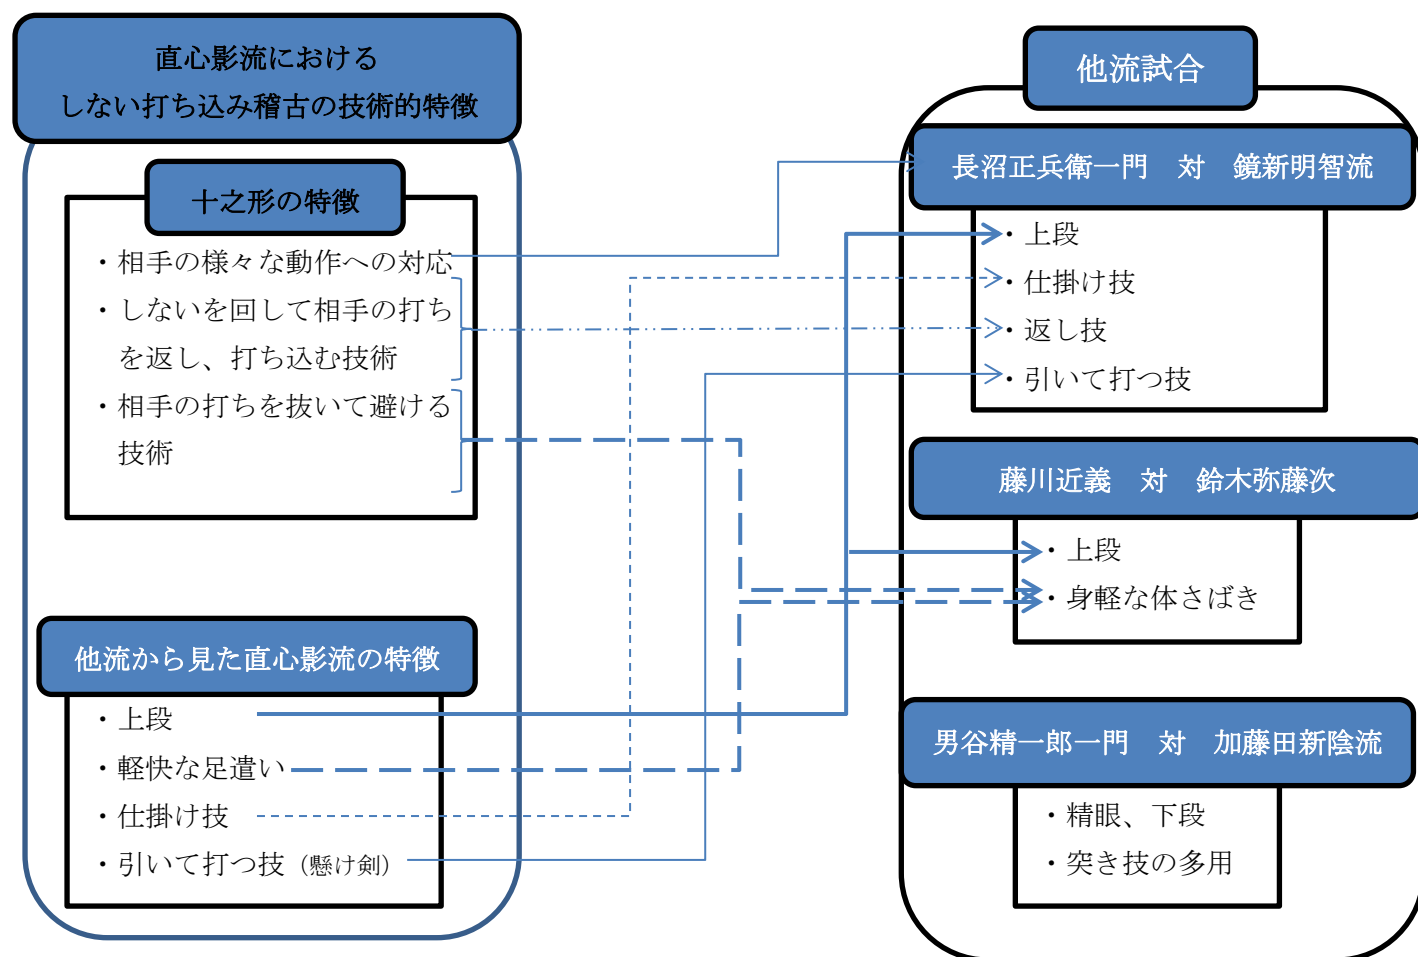 直心影流における
しない打ち込み稽古の技術的特徴
十之形の特徴
・相手の様々な動作への対応
・しないを回して相手の打ち
を返し、打ち込む技術
・相手の打ちを抜いて避ける
技術
他流から見た直心影流の特徴
・上段
・軽快な足遣い
・仕掛け技
・引いて打つ技（懸け剣）
他流試合
長沼正兵衛一門　対　鏡新明智流
・上段
・仕掛け技
・返し技
・引いて打つ技
藤川近義　対　鈴木弥藤次
・上段
・身軽な体さばき
男谷精一郎一門　対　加藤田新陰流
・精眼、下段
・突き技の多用